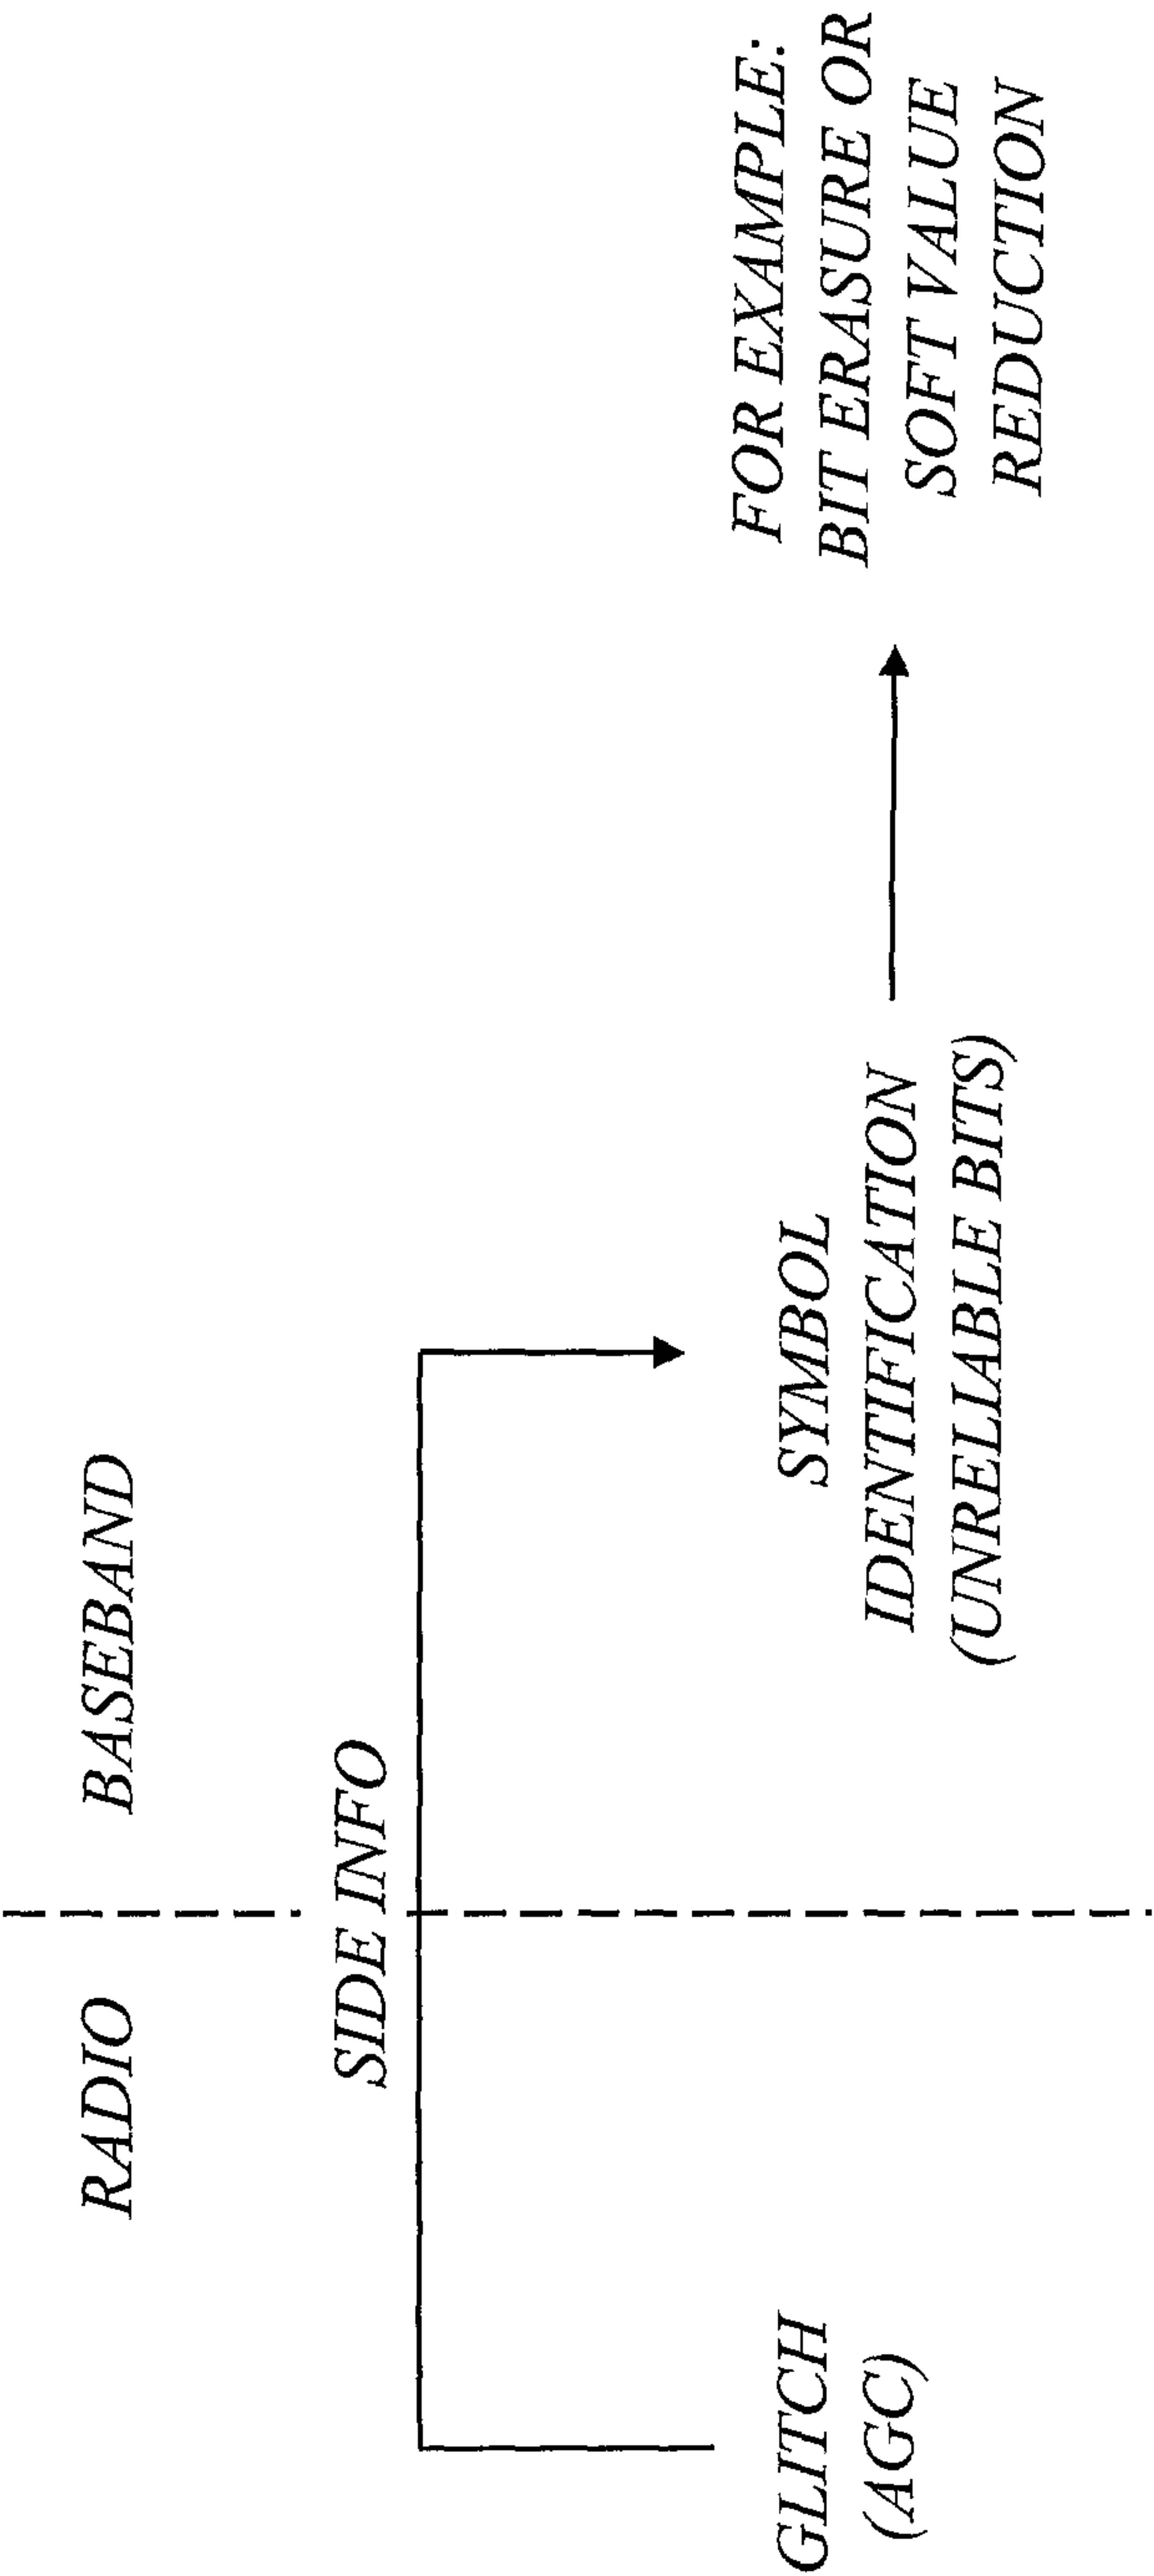 RADIO
BASEBAND
SIDE INFO
GLITCH
(AGC)
SYMBOL
IDENTIFICATION
(UNRELIABLE BITS)
FOR EXAMPLE:
BIT ERASURE OR
SOFT VALUE
REDUCTION